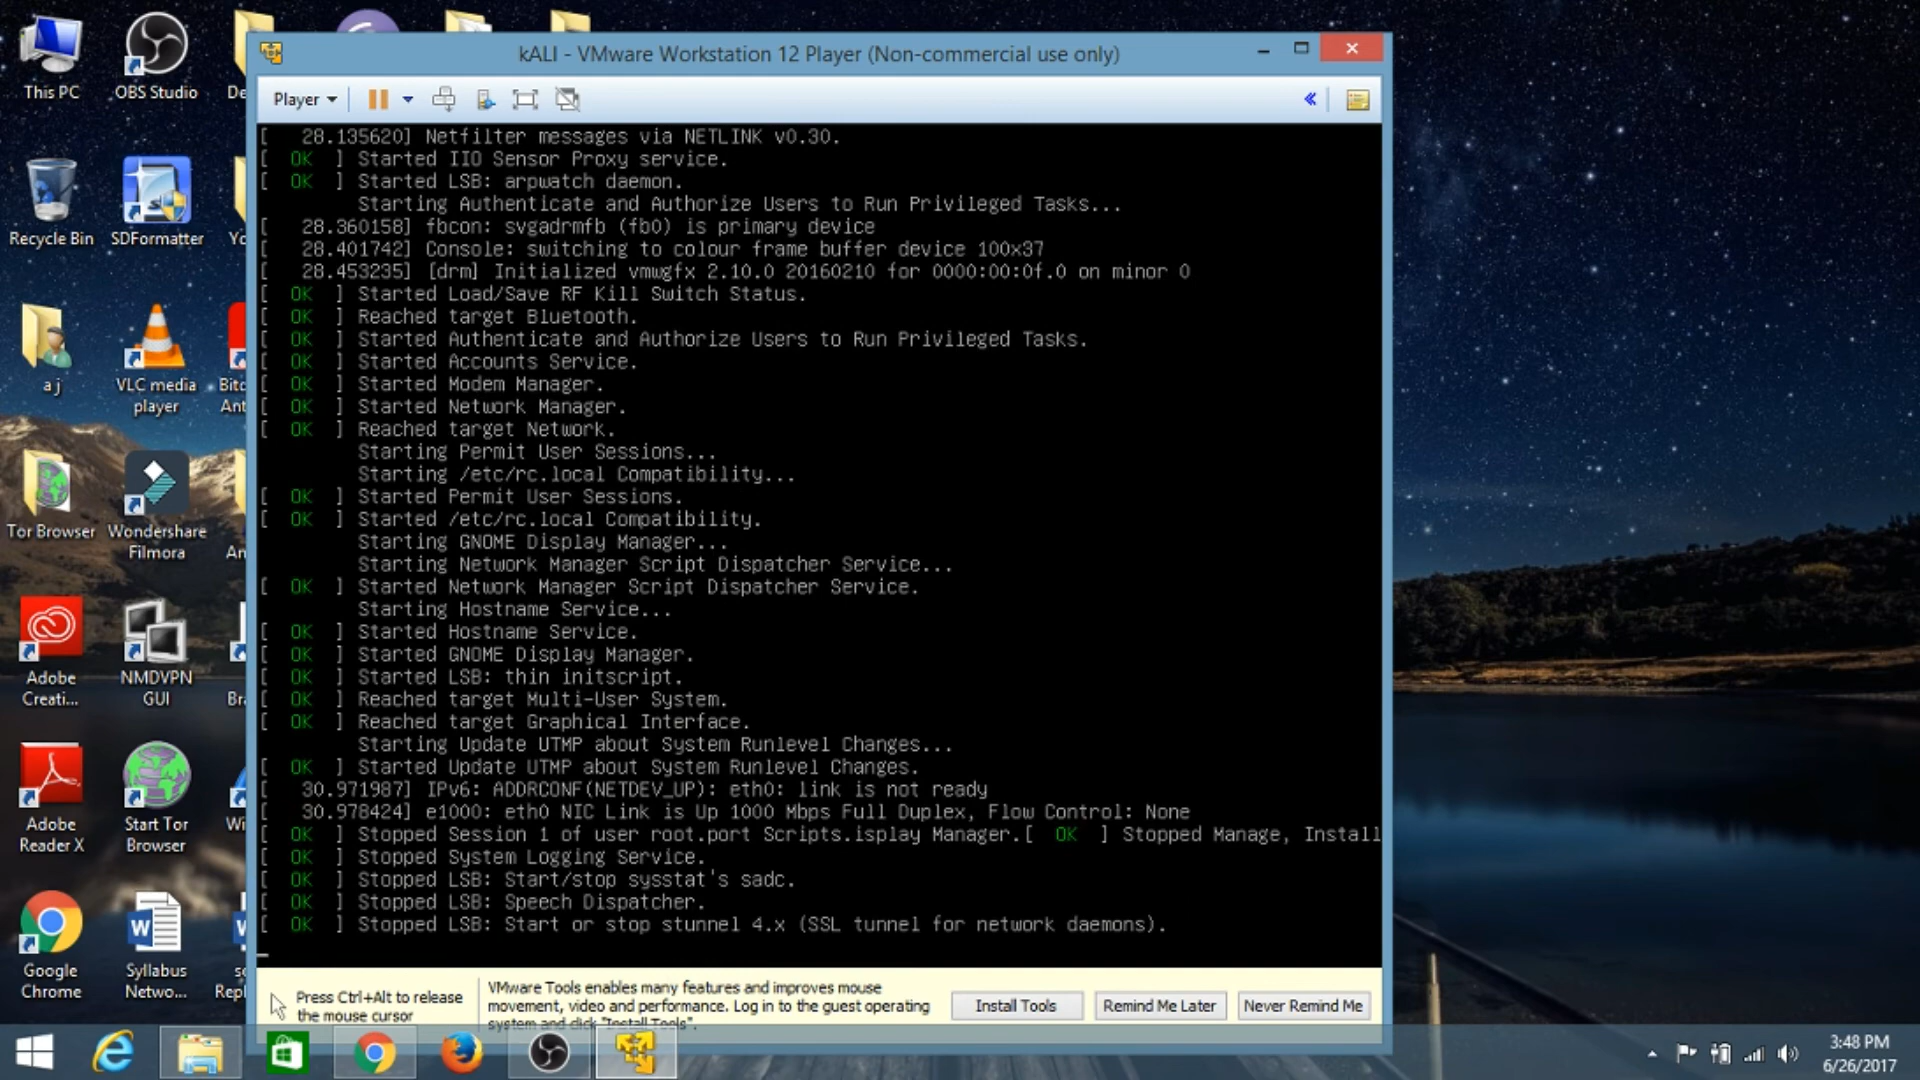 kALI - VMware Workstation 12 Player (Non-commercial use only)
Player
[   28.135620] Netfilter messages via NETLINK v0.30.
[  OK  ] Started IIO Sensor Proxy service.
[  OK  ] Started LSB: arpwatch daemon.
Starting Authenticate and Authorize Users to Run Privileged Tasks...
[   28.360158] fbcon: svgadrmfb (fb0) is primary device
[   28.401742] Console: switching to colour frame buffer device 100x37
[   28.453235] [drm] Initialized vmwgfx 2.10.0 20160210 for 0000:00:0f.0 on minor 0
[  OK  ] Started Load/Save RF Kill Switch Status.
[  OK  ] Reached target Bluetooth.
[  OK  ] Started Authenticate and Authorize Users to Run Privileged Tasks.
[  OK  ] Started Accounts Service.
[  OK  ] Started Modem Manager.
[  OK  ] Started Network Manager.
[  OK  ] Reached target Network.
Starting Permit User Sessions...
Starting /etc/rc.local Compatibility...
[  OK  ] Started Permit User Sessions.
[  OK  ] Started /etc/rc.local Compatibility.
Starting GNOME Display Manager...
Starting Network Manager Script Dispatcher Service...
[  OK  ] Started Network Manager Script Dispatcher Service.
Starting Hostname Service...
[  OK  ] Started Hostname Service.
[  OK  ] Started GNOME Display Manager.
[  OK  ] Started LSB: thin initscript.
[  OK  ] Reached target Multi-User System.
[  OK  ] Reached target Graphical Interface.
Starting Update UTMP about System Runlevel Changes...
[  OK  ] Started Update UTMP about System Runlevel Changes.
[   30.971987] IPv6: ADDRCONF(NETDEV_UP): eth0: link is not ready
[   30.978424] e1000: eth0 NIC Link is Up 1000 Mbps Full Duplex, Flow Control: None
[  OK  ] Stopped Session 1 of user root.port Scripts.isplay Manager.[  OK  ] Stopped Manage, Install
[  OK  ] Stopped System Logging Service.
[  OK  ] Stopped LSB: Start/stop sysstat's sadc.
[  OK  ] Stopped LSB: Speech Dispatcher.
[  OK  ] Stopped LSB: Start or stop stunnel 4.x (SSL tunnel for network daemons).
Press Ctrl+Alt to release
the mouse cursor
VMware Tools enables many features and improves mouse
movement, video and performance. Log in to the guest operating
system and click "Install Tools".
Install Tools
Remind Me Later
Never Remind Me
This PC
OBS Studio
De
Recycle Bin
SDFormatter
Yo
a j
VLC media
player
Bitd
Ant
Tor Browser
Wondershare
Filmora
An
Adobe
Creati...
NMDVPN
GUI
Bra
Adobe
Reader X
Start Tor
Browser
Wi
Google
Chrome
Syllabus
Netwo...
Repl
3:48 PM
6/26/2017